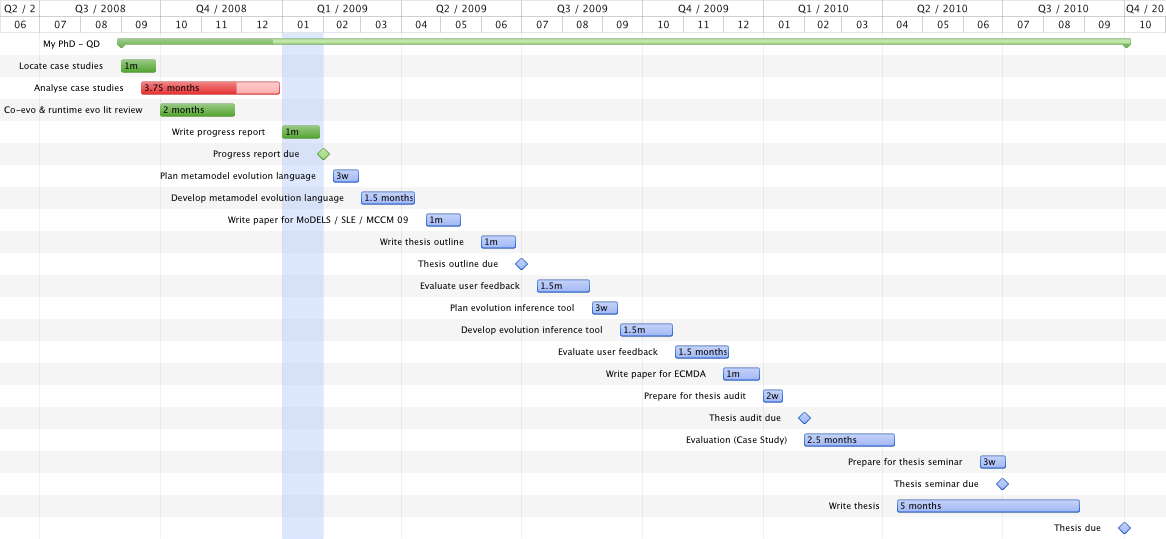 Q2 / 2 Q3 / 2008 Q4 / 2008 Q1 / 2009 Q2 / 2009 Q3 / 2009 Q4 / 2009 Q1 / 2010 Q2 / 2010 Q3 / 2010 Q4 / 20
06 07 08 09 10 11 12 01 02 03 04 05 06 07 08 09 10 11 12 01 02 03 04 05 06 07 08 09 10
My PhD - QD
Locate case studies 1m
Analyse case studies 3.75 months
Co-evo & runtime evo lit review 2 months
Write progress report 1m
Progress report due
Plan metamodel evolution language 3w
Develop metamodel evolution language 1.5 months
Write paper for MoDELS / SLE / MCCM 09 1m
Write thesis outline 1m
Thesis outline due
Evaluate user feedback 1.5m
Plan evolution inference tool 3w
Develop evolution inference tool 1.5m
Evaluate user feedback 1.5 months
Write paper for ECMDA 1m
Prepare for thesis audit 2w
Thesis audit due
Evaluation (Case Study) 2.5 months
Prepare for thesis seminar 3w
Thesis seminar due
Write thesis 5 months
Thesis due